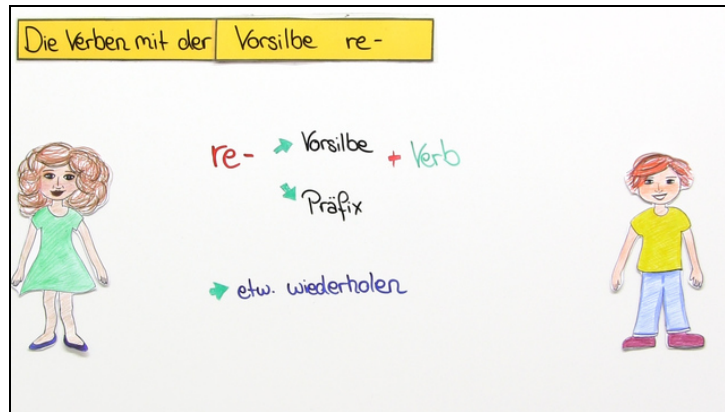 Die Verben mit der Vorsilbe re-
re- → Vorsilbe + Verb
↘ Präfix
→ etw. wiederholen